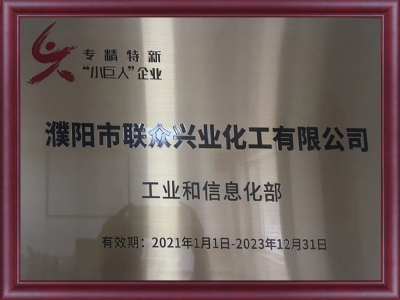 专精特新
“小巨人”企业
濮阳市联众兴业化工有限公司
工业和信息化部
有效期：2021年1月1日-2023年12月31日